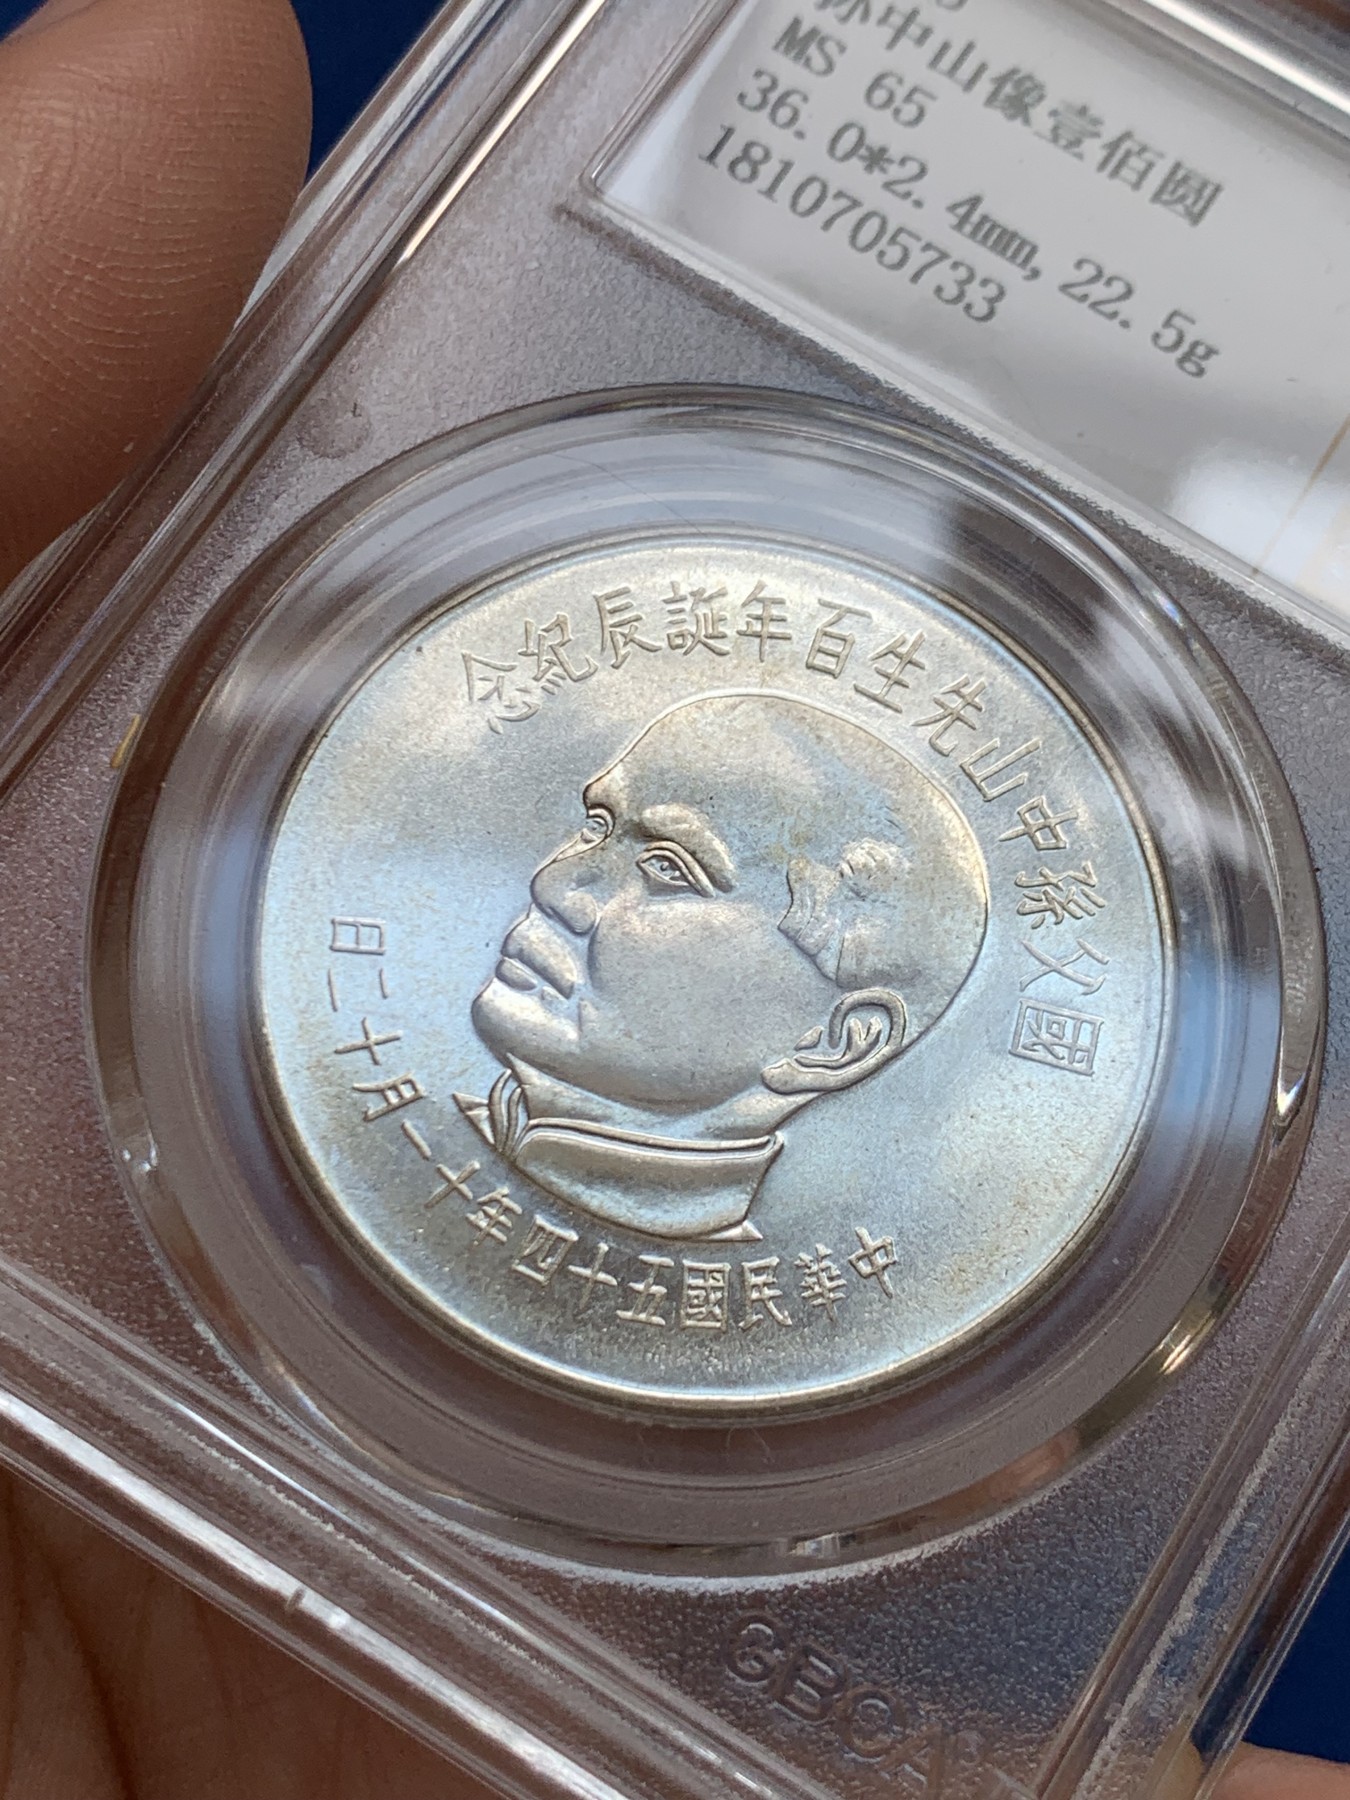 孫中山像壹佰圓
MS 65
36.0*2.4mm,22.5g
1810705733
國父孫中山先生百年誕辰紀念
中華民國五十四年十一月十二日
GBCA